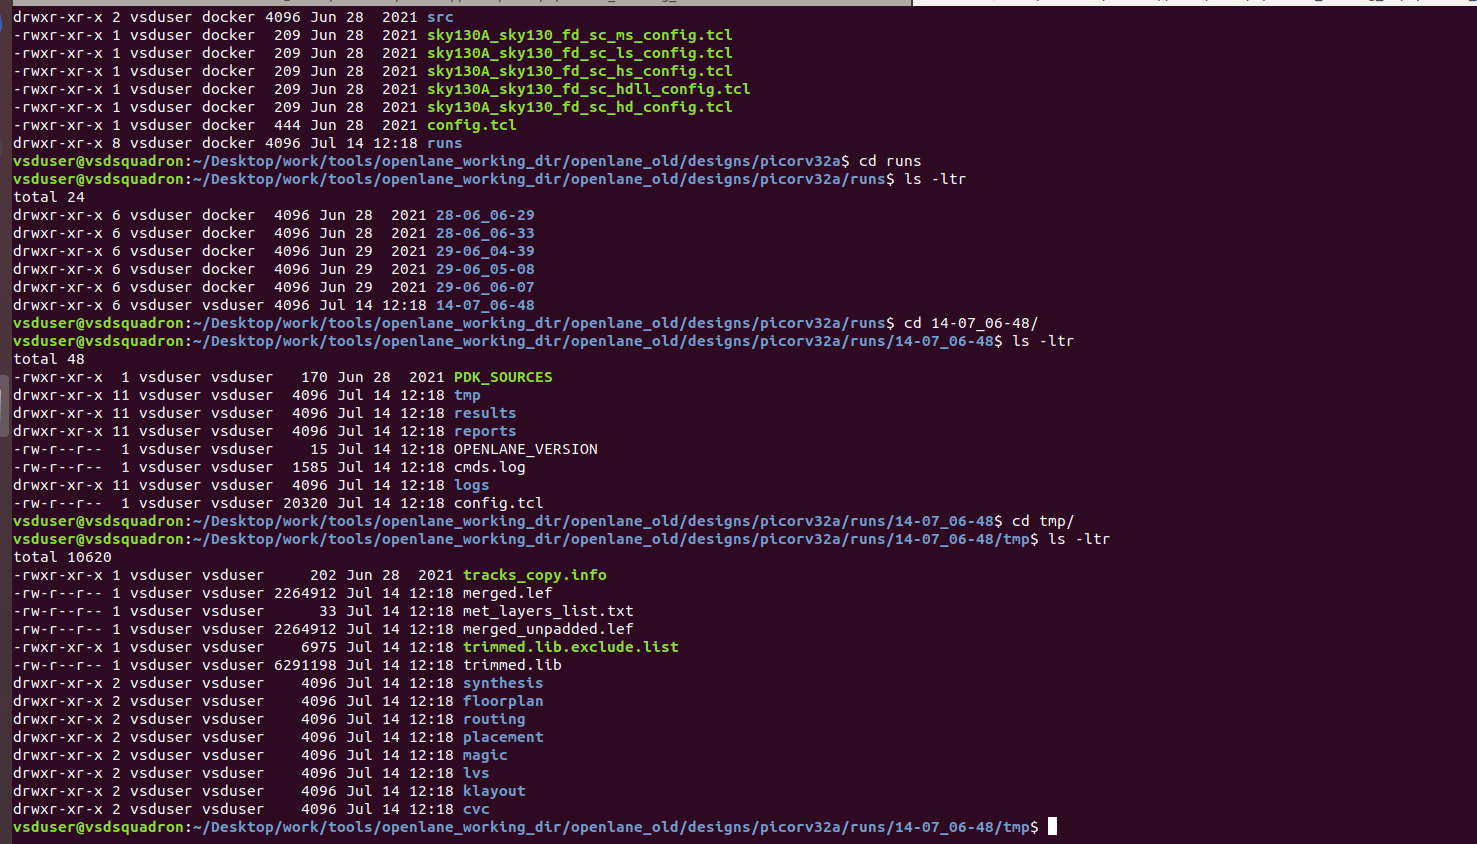 drwxr-xr-x 2 vsduser docker 4096 Jun 28  2021 src
-rwxr-xr-x 1 vsduser docker  209 Jun 28  2021 sky130A_sky130_fd_sc_ms_config.tcl
-rwxr-xr-x 1 vsduser docker  209 Jun 28  2021 sky130A_sky130_fd_sc_ls_config.tcl
-rwxr-xr-x 1 vsduser docker  209 Jun 28  2021 sky130A_sky130_fd_sc_hs_config.tcl
-rwxr-xr-x 1 vsduser docker  209 Jun 28  2021 sky130A_sky130_fd_sc_hdll_config.tcl
-rwxr-xr-x 1 vsduser docker  209 Jun 28  2021 sky130A_sky130_fd_sc_hd_config.tcl
-rwxr-xr-x 1 vsduser docker  444 Jun 28  2021 config.tcl
drwxr-xr-x 8 vsduser docker 4096 Jul 14 12:18 runs
vsduser@vsdsquadron:~/Desktop/work/tools/openlane_working_dir/openlane_old/designs/picorv32a$ cd runs
vsduser@vsdsquadron:~/Desktop/work/tools/openlane_working_dir/openlane_old/designs/picorv32a/runs$ ls -ltr
total 24
drwxr-xr-x 6 vsduser docker  4096 Jun 28  2021 28-06_06-29
drwxr-xr-x 6 vsduser docker  4096 Jun 28  2021 28-06_06-33
drwxr-xr-x 6 vsduser docker  4096 Jun 29  2021 29-06_04-39
drwxr-xr-x 6 vsduser docker  4096 Jun 29  2021 29-06_05-08
drwxr-xr-x 6 vsduser docker  4096 Jun 29  2021 29-06_06-07
drwxr-xr-x 6 vsduser vsduser 4096 Jul 14 12:18 14-07_06-48
vsduser@vsdsquadron:~/Desktop/work/tools/openlane_working_dir/openlane_old/designs/picorv32a/runs$ cd 14-07_06-48/
vsduser@vsdsquadron:~/Desktop/work/tools/openlane_working_dir/openlane_old/designs/picorv32a/runs/14-07_06-48$ ls -ltr
total 48
-rwxr-xr-x  1 vsduser vsduser   170 Jun 28  2021 PDK_SOURCES
drwxr-xr-x 11 vsduser vsduser  4096 Jul 14 12:18 tmp
drwxr-xr-x 11 vsduser vsduser  4096 Jul 14 12:18 results
drwxr-xr-x 11 vsduser vsduser  4096 Jul 14 12:18 reports
-rw-r--r--  1 vsduser vsduser    15 Jul 14 12:18 OPENLANE_VERSION
-rw-r--r--  1 vsduser vsduser  1585 Jul 14 12:18 cmds.log
drwxr-xr-x 11 vsduser vsduser  4096 Jul 14 12:18 logs
-rw-r--r--  1 vsduser vsduser 20320 Jul 14 12:18 config.tcl
vsduser@vsdsquadron:~/Desktop/work/tools/openlane_working_dir/openlane_old/designs/picorv32a/runs/14-07_06-48$ cd tmp/
vsduser@vsdsquadron:~/Desktop/work/tools/openlane_working_dir/openlane_old/designs/picorv32a/runs/14-07_06-48/tmp$ ls -ltr
total 10620
-rwxr-xr-x 1 vsduser vsduser     202 Jun 28  2021 tracks_copy.info
-rw-r--r-- 1 vsduser vsduser 2264912 Jul 14 12:18 merged.lef
-rw-r--r-- 1 vsduser vsduser      33 Jul 14 12:18 met_layers_list.txt
-rw-r--r-- 1 vsduser vsduser 2264912 Jul 14 12:18 merged_unpadded.lef
-rwxr-xr-x 1 vsduser vsduser    6975 Jul 14 12:18 trimmed.lib.exclude.list
-rw-r--r-- 1 vsduser vsduser 6291198 Jul 14 12:18 trimmed.lib
drwxr-xr-x 2 vsduser vsduser    4096 Jul 14 12:18 synthesis
drwxr-xr-x 2 vsduser vsduser    4096 Jul 14 12:18 floorplan
drwxr-xr-x 2 vsduser vsduser    4096 Jul 14 12:18 routing
drwxr-xr-x 2 vsduser vsduser    4096 Jul 14 12:18 placement
drwxr-xr-x 2 vsduser vsduser    4096 Jul 14 12:18 magic
drwxr-xr-x 2 vsduser vsduser    4096 Jul 14 12:18 lvs
drwxr-xr-x 2 vsduser vsduser    4096 Jul 14 12:18 klayout
drwxr-xr-x 2 vsduser vsduser    4096 Jul 14 12:18 cvc
vsduser@vsdsquadron:~/Desktop/work/tools/openlane_working_dir/openlane_old/designs/picorv32a/runs/14-07_06-48/tmp$